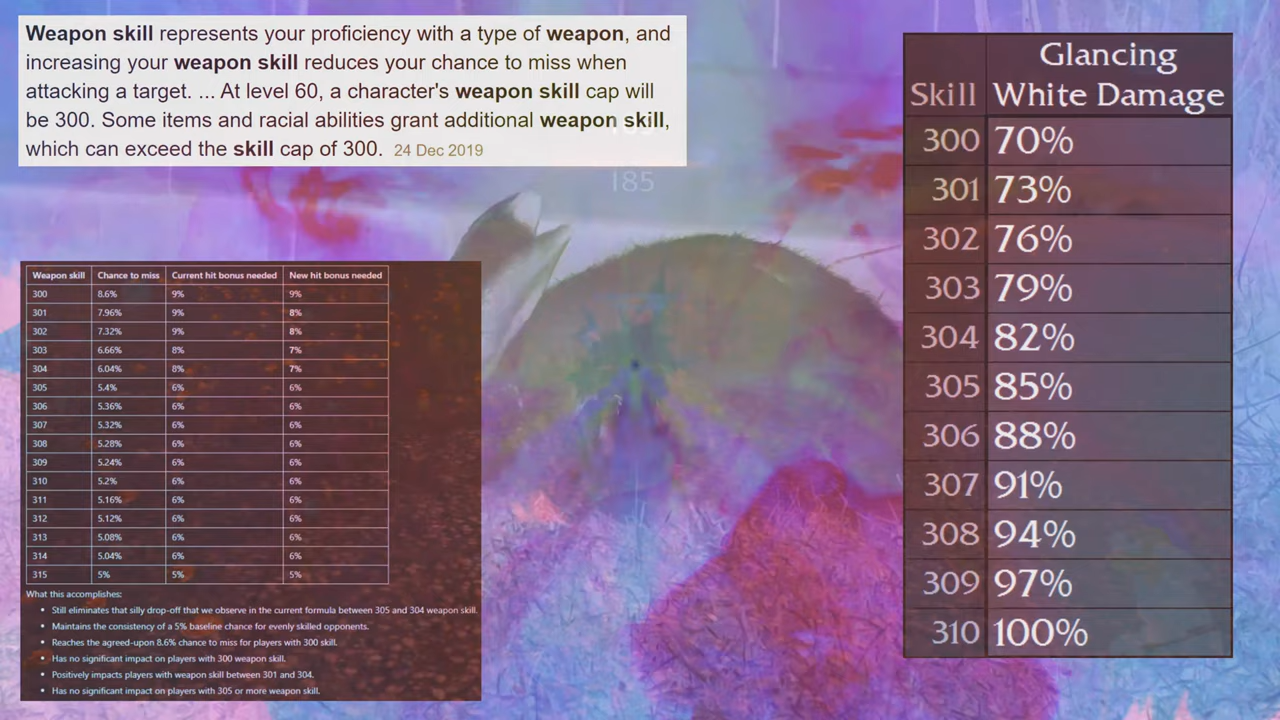 Weapon skill represents your proficiency with a type of weapon, and
increasing your weapon skill reduces your chance to miss when
attacking a target. ... At level 60, a character's weapon skill cap will
be 300. Some items and racial abilities grant additional weapon skill,
which can exceed the skill cap of 300. 24 Dec 2019
185
Weapon skill Chance to miss Current hit bonus needed New hit bonus needed
300 8.6% 9% 9%
301 7.96% 9% 8%
302 7.32% 9% 8%
303 6.66% 8% 7%
304 6.04% 8% 7%
305 5.4% 6% 6%
306 5.36% 6% 6%
307 5.32% 6% 6%
308 5.28% 6% 6%
309 5.24% 6% 6%
310 5.2% 6% 6%
311 5.16% 6% 6%
312 5.12% 6% 6%
313 5.08% 6% 6%
314 5.04% 6% 6%
315 5% 5% 5%
What this accomplishes:
• Still eliminates that silly drop-off that we observe in the current formula between 305 and 304 weapon skill.
• Maintains the consistency of a 5% baseline chance for evenly skilled opponents.
• Reaches the agreed-upon 8.6% chance to miss for players with 300 skill.
• Has no significant impact on players with 300 weapon skill.
• Positively impacts players with weapon skill between 301 and 304.
• Has no significant impact on players with 305 or more weapon skill.
Skill Glancing
White Damage
300 70%
301 73%
302 76%
303 79%
304 82%
305 85%
306 88%
307 91%
308 94%
309 97%
310 100%